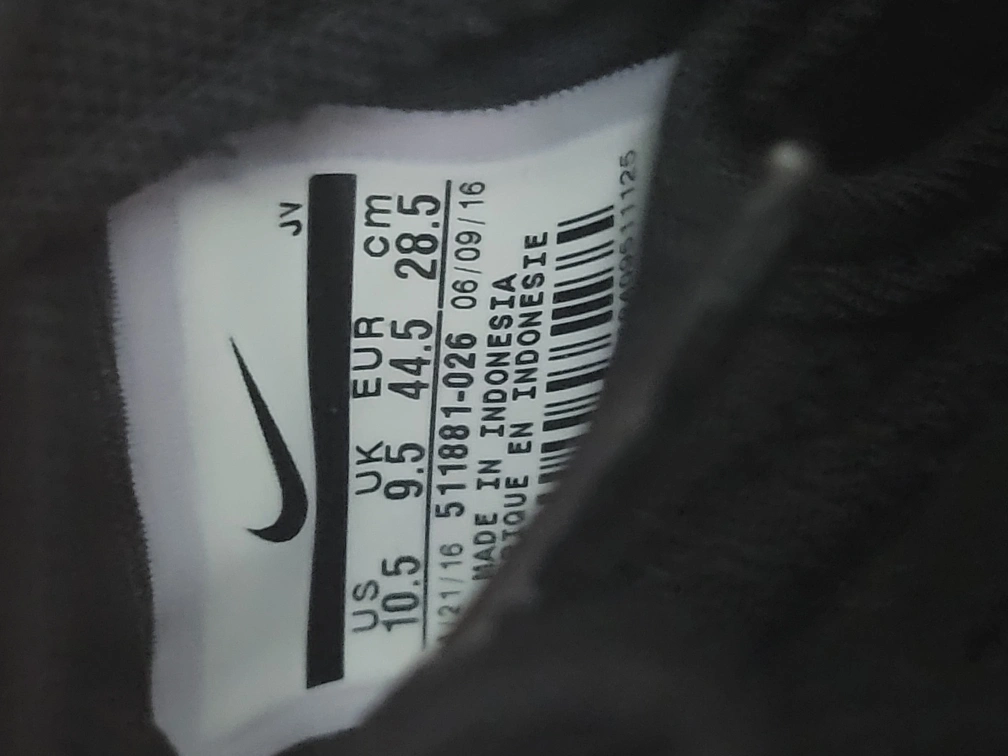 JV
US UK EUR cm
10.5 9.5 44.5 28.5
/21/16 511881-026 06/09/16
MADE IN INDONESIA
EN INDONESIE